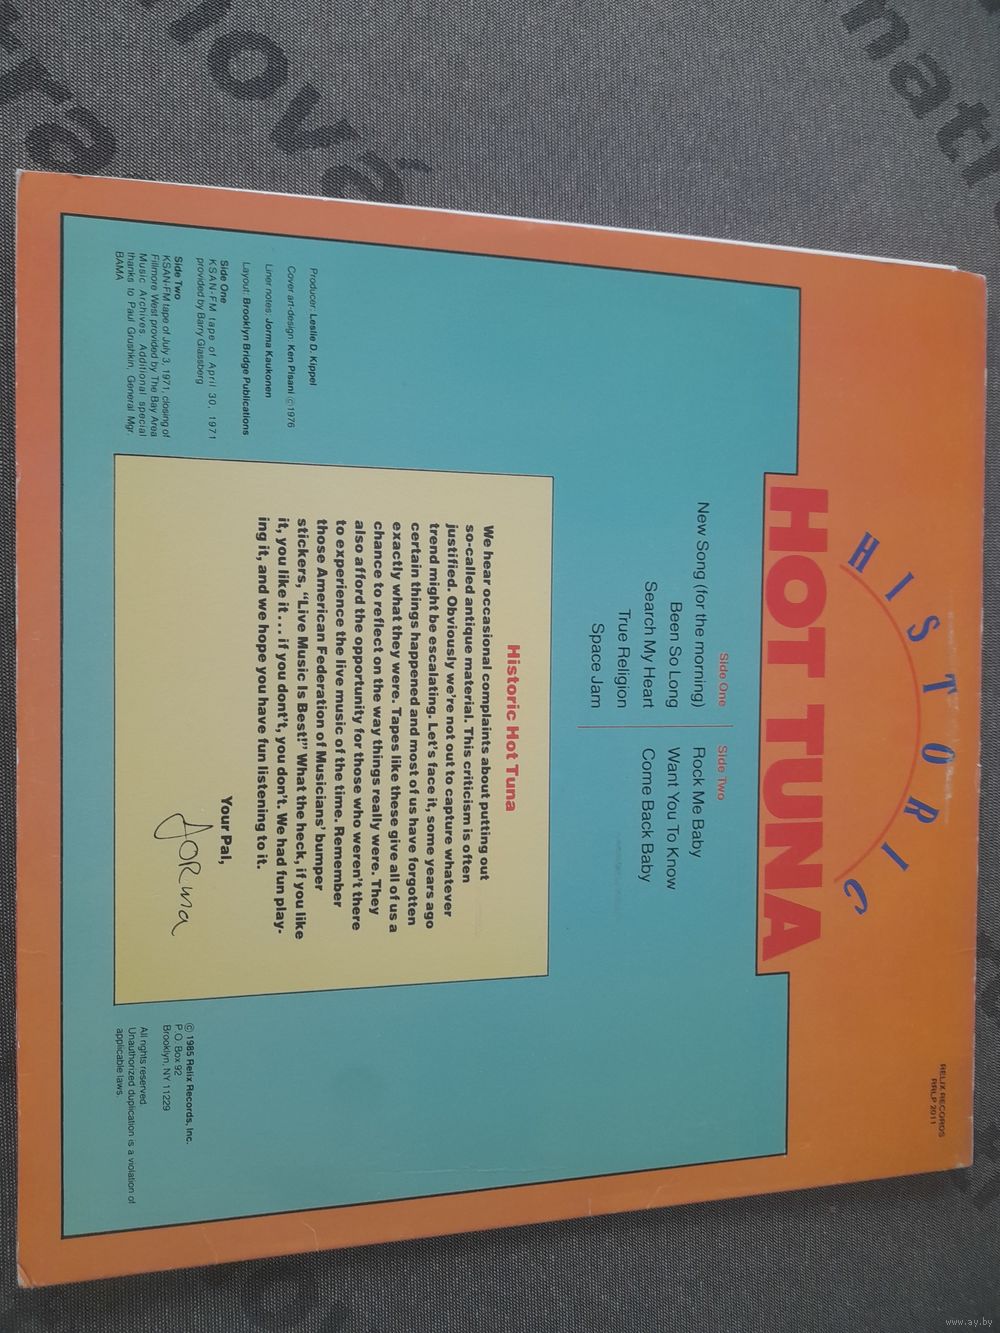 HISTORIC
HOT TUNA
RELIX RECORDS
RRLP 2011
Side One
New Song (for the morning)
Been So Long
Search My Heart
True Religion
Space Jam
Side Two
Rock Me Baby
Want You To Know
Come Back Baby
Producer: Leslie D. Kippel
Cover art-design: Ken Pisani ©1976
Liner notes: Jorma Kaukonen
Layout: Brooklyn Bridge Publications
Side One
KSAN-FM tape of April 30, 1971
provided by Barry Glassberg
Side Two
KSAN-FM tape of July 3, 1971, closing of
Fillmore West provided by The Bay Area
Music Archives. Additional special
thanks to Paul Grushkin, General Mgr.
BAMA
Historic Hot Tuna
We hear occasional complaints about putting out
so-called antique material. This criticism is often
justified. Obviously we're not out to capture whatever
trend might be escalating. Let's face it, some years ago
certain things happened and most of us have forgotten
exactly what they were. Tapes like these give all of us a
chance to reflect on the way things really were. They
also afford the opportunity for those who weren't there
to experience the live music of the time. Remember
those American Federation of Musicians' bumper
stickers, "Live Music Is Best!" What the heck, if you like
it, you like it... if you dont't, you don't. We had fun play-
ing it, and we hope you have fun listening to it.
Your Pal,
Jorma
©1985 Relix Records, Inc.
P.O. Box 92
Brooklyn, NY 11229
All rights reserved.
Unauthorized duplication is a violation of
applicable laws.
nová
www.ay.by